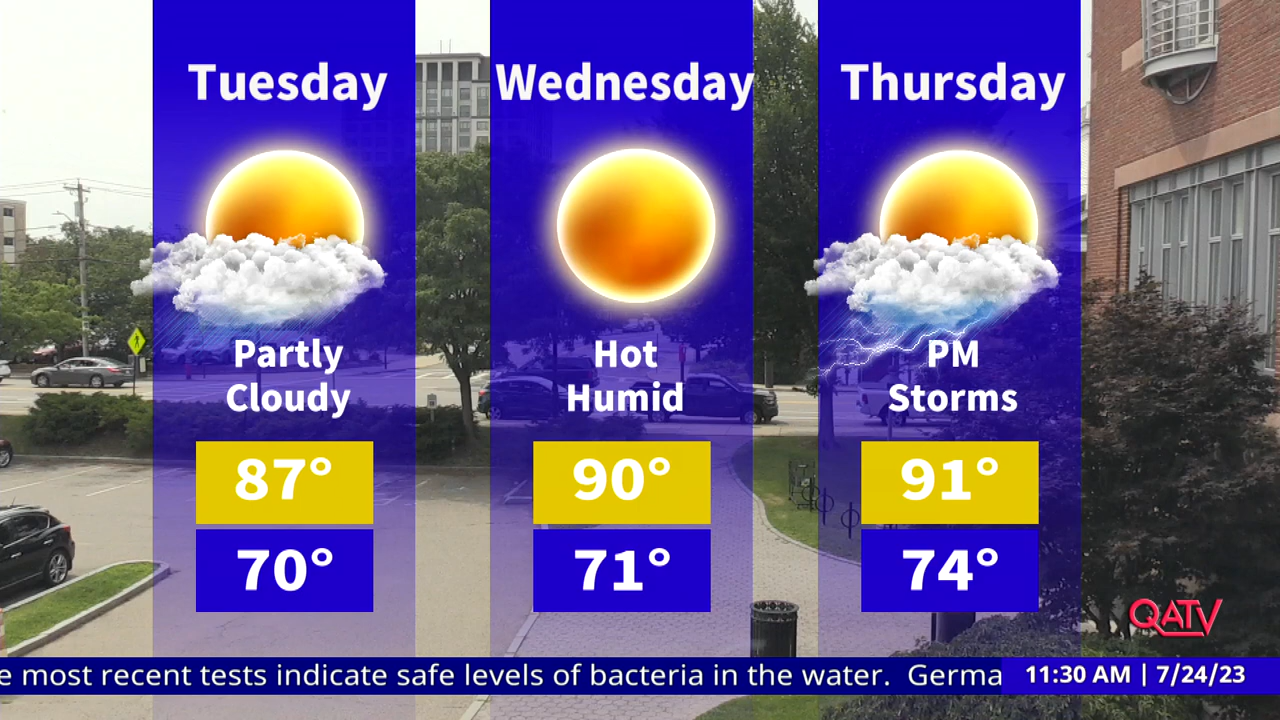 Tuesday
Partly
Cloudy
87°
70°
Wednesday
Hot
Humid
90°
71°
Thursday
PM
Storms
91°
74°
QATV
e most recent tests indicate safe levels of bacteria in the water. Germa
11:30 AM | 7/24/23